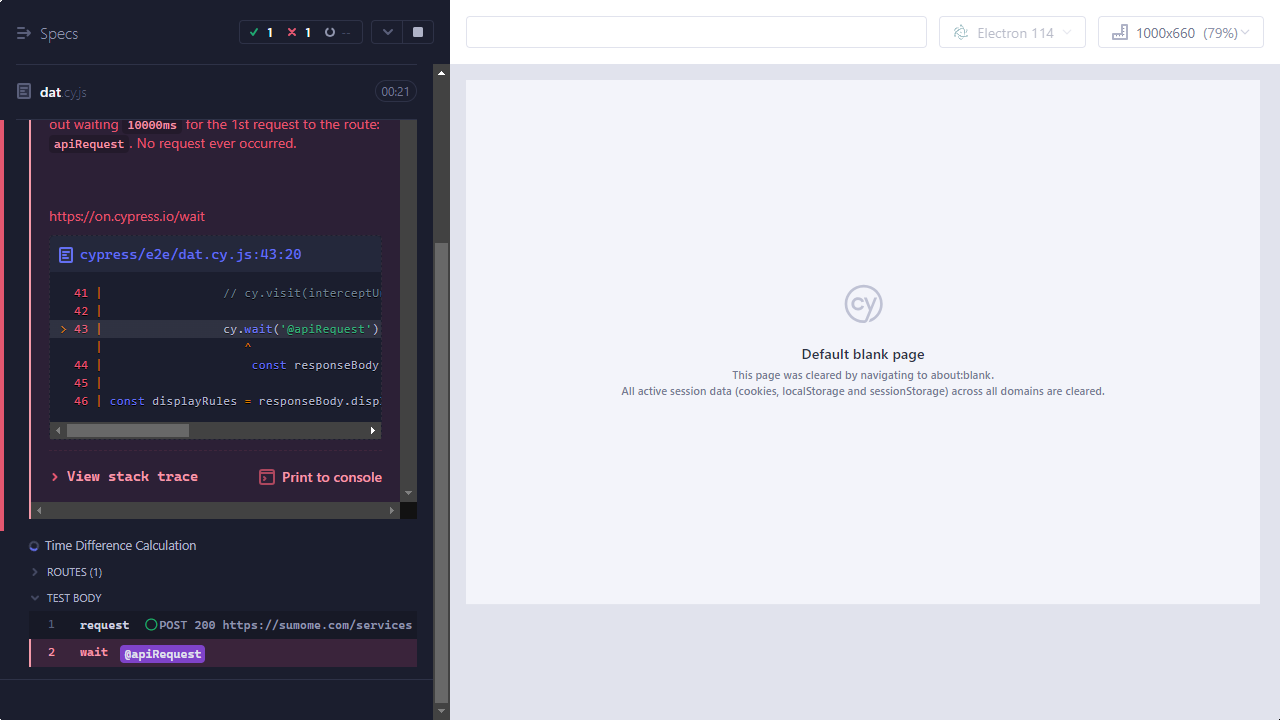 Specs
1
1
--
Electron 114
1000x660 (79%)
dat.cy.js
00:21
out waiting 10000ms for the 1st request to the route:
apiRequest. No request ever occurred.
https://on.cypress.io/wait
cypress/e2e/dat.cy.js:43:20
41 | // cy.visit(interceptU
42 |
> 43 | cy.wait('@apiRequest')
| ^
44 | const responseBody
45 |
46 | const displayRules = responseBody.displ
View stack trace
Print to console
Time Difference Calculation
ROUTES (1)
TEST BODY
1 request POST 200 https://sumome.com/services
2 wait @apiRequest
cy
Default blank page
This page was cleared by navigating to about:blank.
All active session data (cookies, localStorage and sessionStorage) across all domains are cleared.